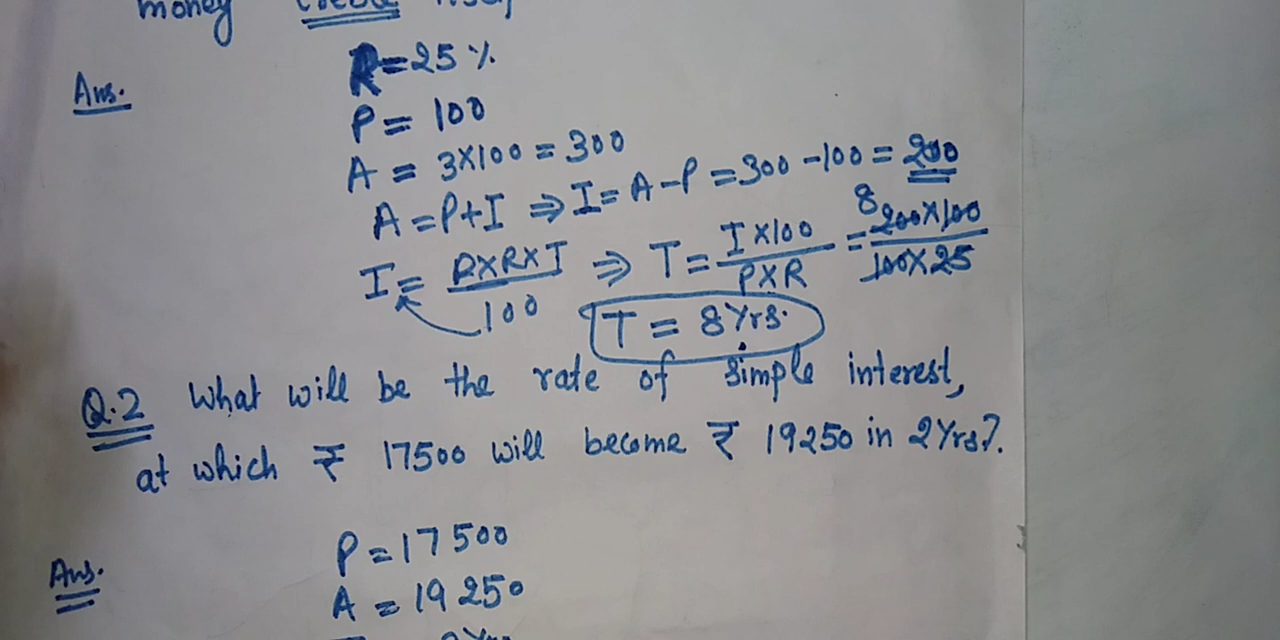 money
Ans. R=25 %
P = 100
A = 3×100 = 300
A = P+I ⇒ I = A-P = 300-100 = 200
I = P×R×T/100 ⇒ T = I×100/P×R = 8 200×100/100×25
T = 8 Yrs.
Q.2 What will be the rate of simple interest,
at which ₹ 17500 will become ₹ 19250 in 2Yrs?
Ans. P = 17500
A = 19250